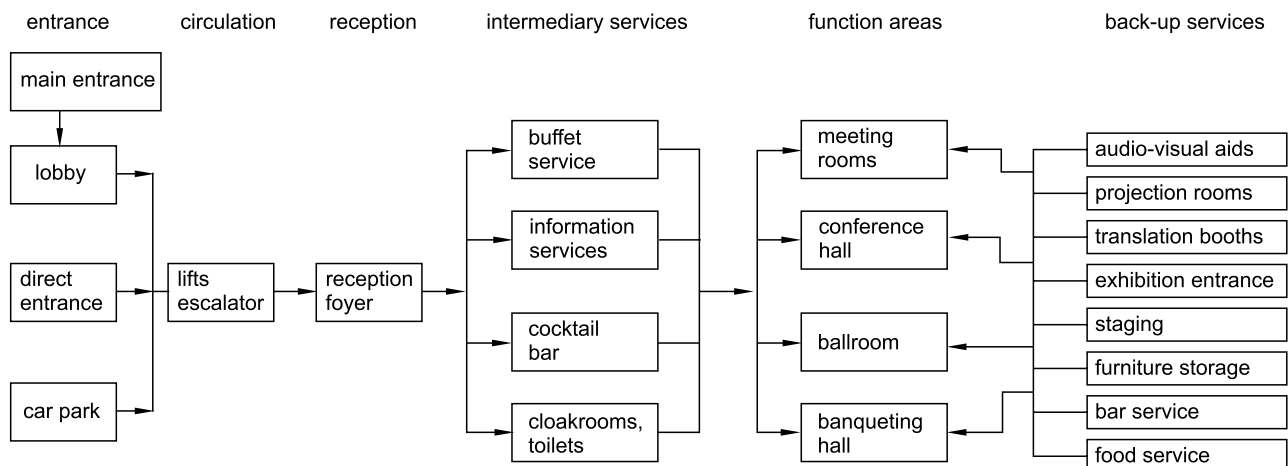 entrance
circulation
reception
intermediary services
function areas
back-up services
main entrance
lobby
direct
entrance
car park
lifts
escalator
reception
foyer
buffet
service
information
services
cocktail
bar
cloakrooms,
toilets
meeting
rooms
conference
hall
ballroom
banqueting
hall
audio-visual aids
projection rooms
translation booths
exhibition entrance
staging
furniture storage
bar service
food service